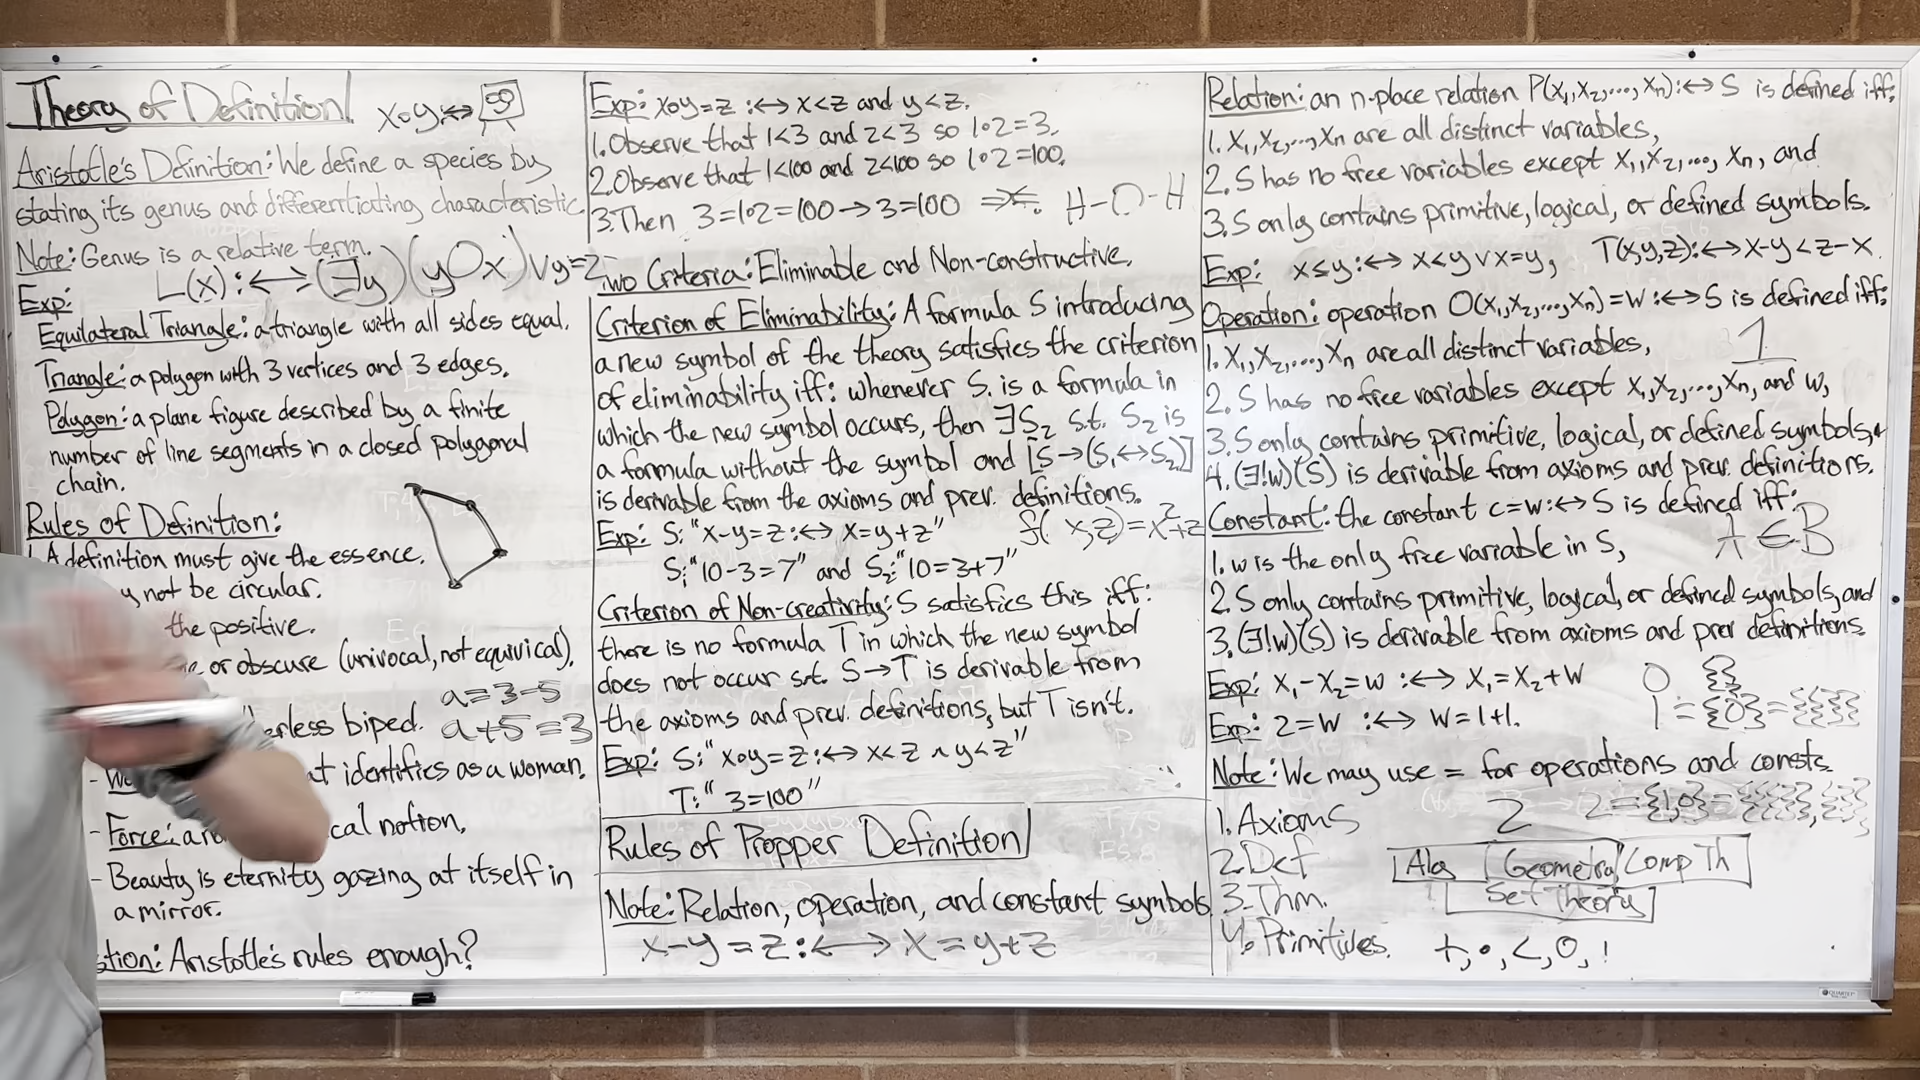 Theory of Definition
x∘y:↔
Aristotle's Definition: We define a species by
stating its genus and differentiating characteristic.
Note: Genus is a relative term.
L(x):↔(∃y)(yOx)∨y=2
Exp:
Equilateral Triangle: a triangle with all sides equal.
Triangle: a polygon with 3 vertices and 3 edges.
Polygon: a plane figure described by a finite
number of line segments in a closed polygonal
chain.
Rules of Definition:
1. A definition must give the essence.
not be circular.
the positive.
or obscure (univocal, not equivical).
a=3-5
erless biped. a+5=3
- Wo t identifies as a woman.
- Force: a cal notion.
- Beauty is eternity gazing at itself in
a mirror.
stion: Aristotle's rules enough?
Exp: x∘y=z :↔ x<z and y<z.
1. Observe that 1<3 and 2<3 so 1∘2=3.
2. Observe that 1<100 and 2<100 so 1∘2=100.
3. Then 3=1∘2=100→3=100 ⇒⇐. H-O-H
Two Criteria: Eliminable and Non-constructive.
Criterion of Eliminability: A formula S introducing
a new symbol of the theory satisfies the criterion
of eliminability iff: whenever S₁ is a formula in
which the new symbol occurs, then ∃S₂ s.t. S₂ is
a formula without the symbol and [S→(S₁↔S₂)]
is derivable from the axioms and prev. definitions.
Exp: S: "x-y=z:↔ x=y+z" f(x,z)=x²+z
S₁:"10-3=7" and S₂:"10=3+7"
Criterion of Non-creativity: S satisfies this iff:
there is no formula T in which the new symbol
does not occur s.t. S→T is derivable from
the axioms and prev. definitions, but T isn't.
Exp: S:"x∘y=z:↔ x<z ∧ y<z"
T:"3=100"
Rules of Propper Definition
Note: Relation, operation, and constant symbols
x-y=z:↔ x=y+z
Relation: an n-place relation P(x₁,x₂,...,xₙ):↔ S is defined iff:
1. x₁,x₂,...,xₙ are all distinct variables,
2. S has no free variables except x₁,x₂,...,xₙ, and
3. S only contains primitive, logical, or defined symbols.
Exp: x≤y:↔ x<y∨x=y, T(x,y,z):↔x-y<z-x.
Operation: operation O(x₁,x₂,...,xₙ)=w:↔S is defined iff:
1. x₁,x₂,...,xₙ are all distinct variables, 1
2. S has no free variables except x₁,x₂,...,xₙ, and w,
3. S only contains primitive, logical, or defined symbols, +
4. (∃!w)(S) is derivable from axioms and prev. definitions.
Constant: the constant c=w:↔S is defined iff:
A∈B
1. w is the only free variable in S,
2. S only contains primitive, logical, or defined symbols, and
3. (∃!w)(S) is derivable from axioms and prev definitions.
Exp: x₁-x₂=w :↔ x₁=x₂+w 0 {}
Exp: 2=w :↔ w=1+1. 1={0}={{}}
Note: We may use = for operations and consts.
1. Axioms 2 2={1,0}={{{}},{}}
2. Def Alg Geometry Comp Th
3. Thm. Set Theory
4. Primitives. +,∘,<,0,!
QUARTET